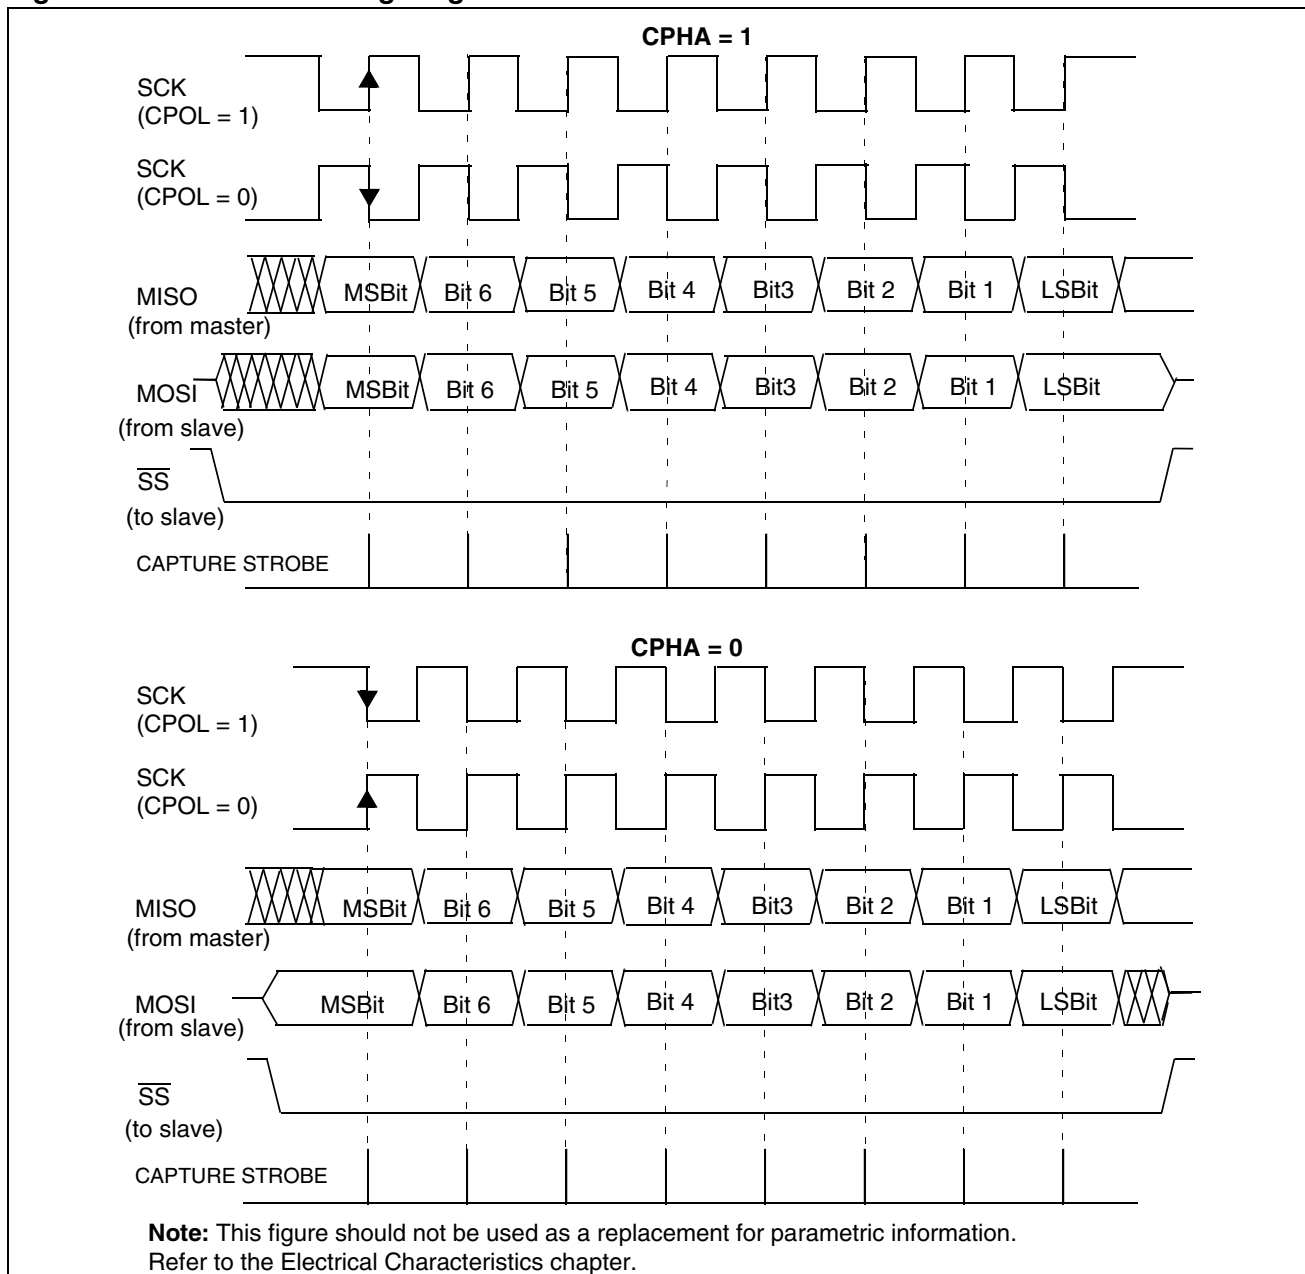 CPHA = 1
SCK
(CPOL = 1)
SCK
(CPOL = 0)
MISO
(from master)
MSBit Bit 6 Bit 5 Bit 4 Bit3 Bit 2 Bit 1 LSBit
MOSI
(from slave)
MSBit Bit 6 Bit 5 Bit 4 Bit3 Bit 2 Bit 1 LSBit
SS
(to slave)
CAPTURE STROBE
CPHA = 0
SCK
(CPOL = 1)
SCK
(CPOL = 0)
MISO
(from master)
MSBit Bit 6 Bit 5 Bit 4 Bit3 Bit 2 Bit 1 LSBit
MOSI
(from slave)
MSBit Bit 6 Bit 5 Bit 4 Bit3 Bit 2 Bit 1 LSBit
SS
(to slave)
CAPTURE STROBE
Note: This figure should not be used as a replacement for parametric information.
Refer to the Electrical Characteristics chapter.